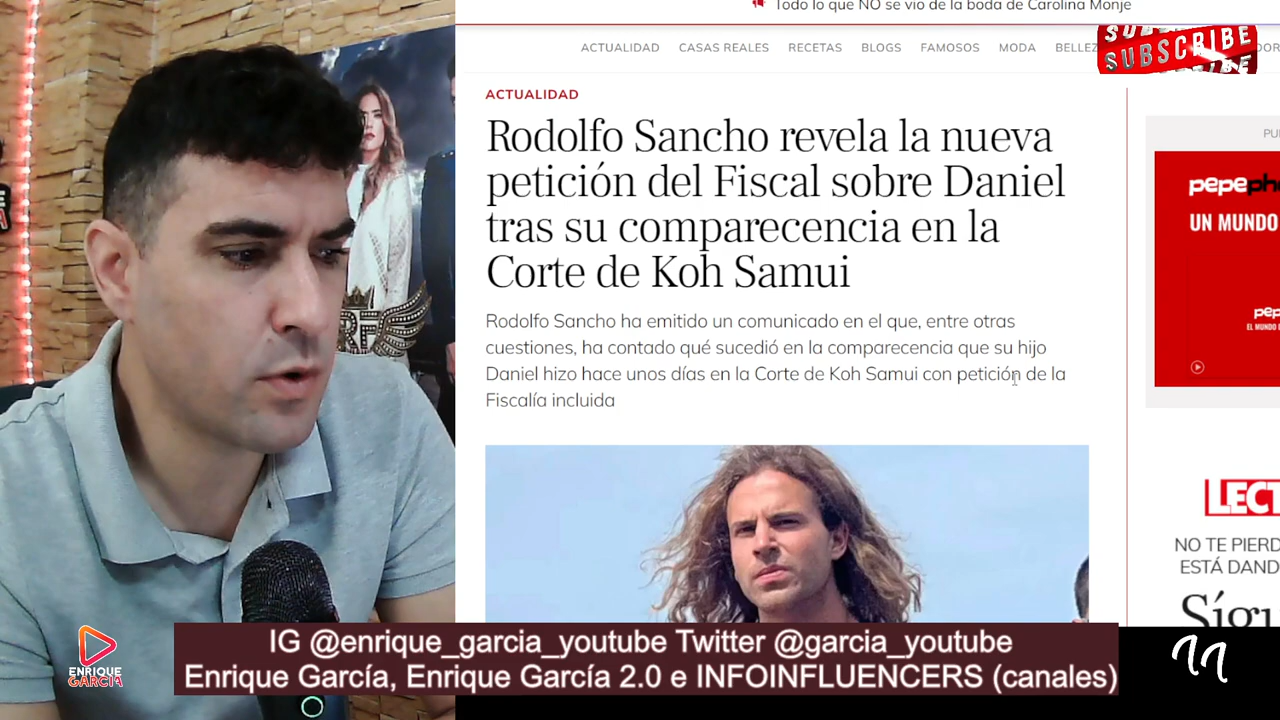 Todo lo que NO se vio de la boda de Carolina Monje
ACTUALIDAD CASAS REALES RECETAS BLOGS FAMOSOS MODA
SUBSCRIBE
ACTUALIDAD
Rodolfo Sancho revela la nueva
petición del Fiscal sobre Daniel
tras su comparecencia en la
Corte de Koh Samui
Rodolfo Sancho ha emitido un comunicado en el que, entre otras
cuestiones, ha contado qué sucedió en la comparecencia que su hijo
Daniel hizo hace unos días en la Corte de Koh Samui con petición de la
Fiscalía incluida
UN MUNDO
NO TE PIERD
ESTÁ DAND
IG @enrique_garcia_youtube Twitter @garcia_youtube
Enrique García, Enrique García 2.0 e INFOINFLUENCERS (canales)
ENRIQUE
GARCÍA